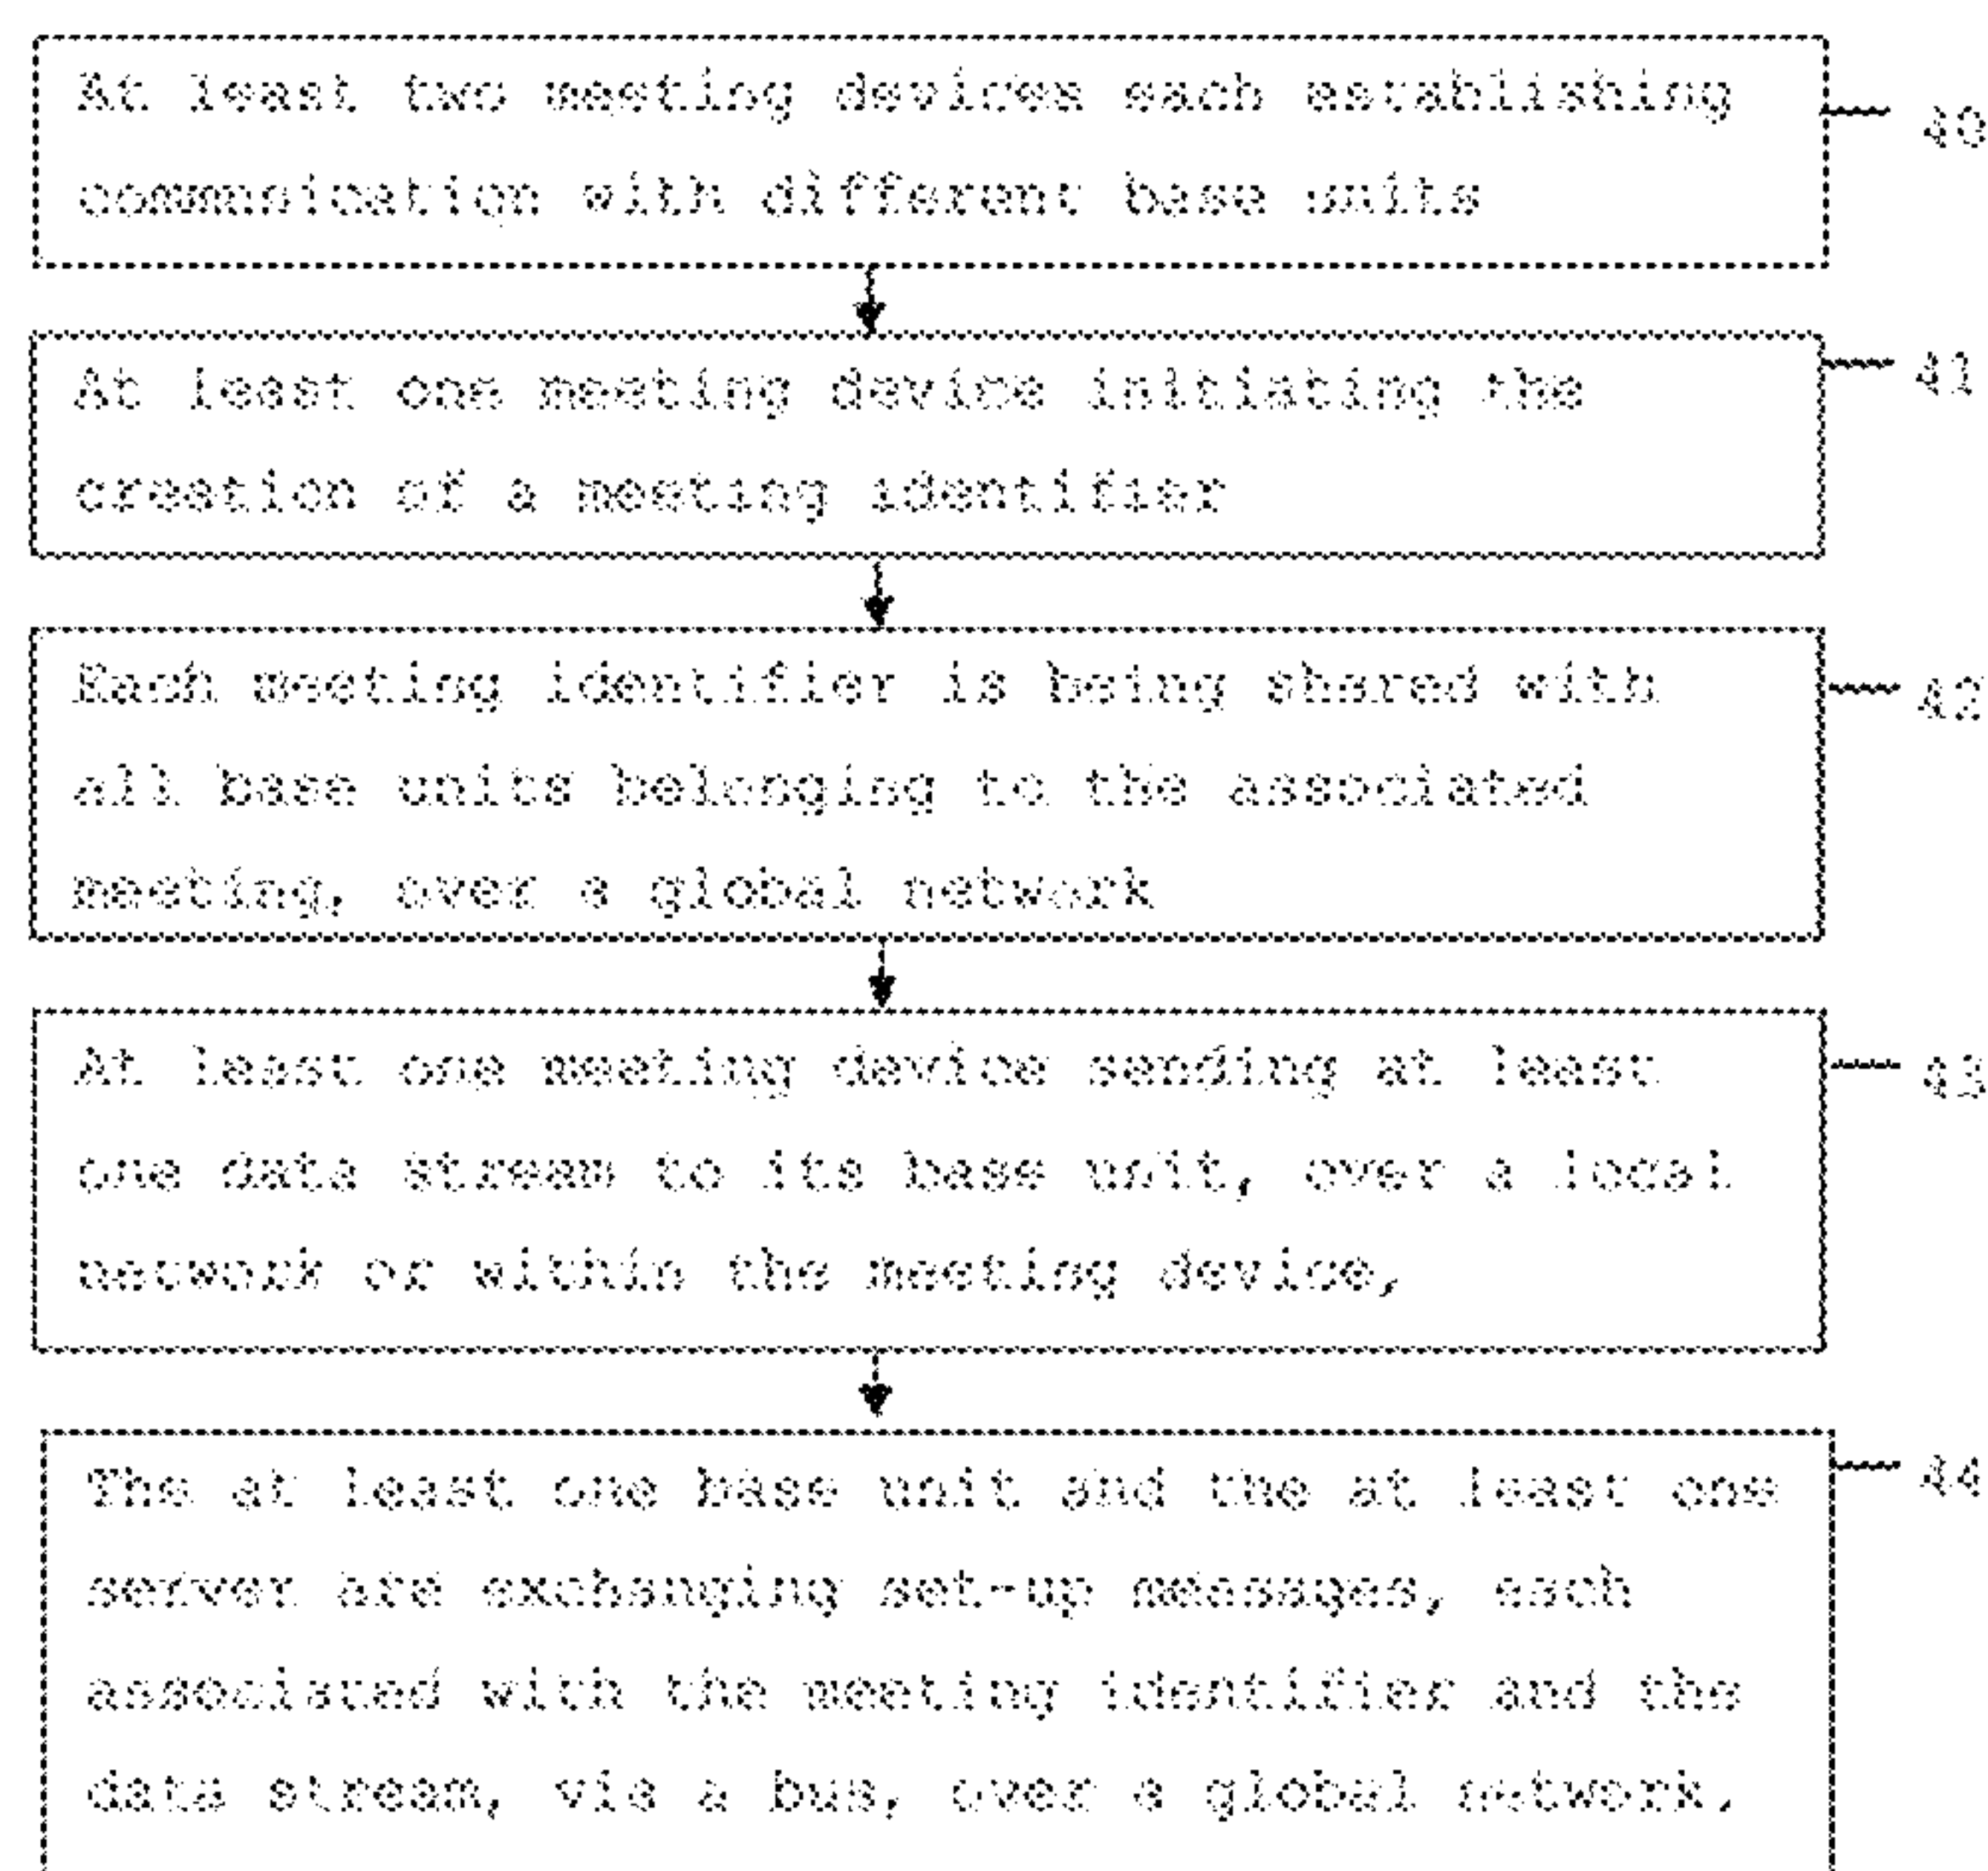 At least two meeting devices each establishing
40
communication with different base units
At least one meeting device initiating the
41
creation of a meeting identifier
Each meeting identifier is being shared with
42
all base units belonging to the associated
meeting, over a global network
At least one meeting device sending at least
43
one data stream to its base unit, over a local
network or within the meeting device,
The at least one base unit and the at least one
44
server are exchanging set-up messages, each
associated with the meeting identifier and the
data stream, via a bus, over a global network.